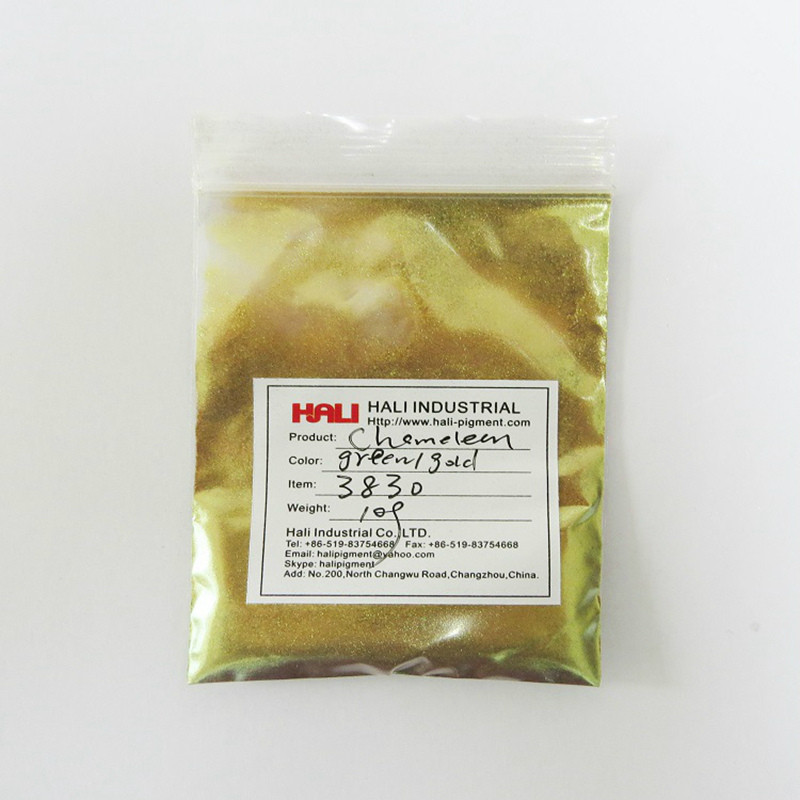 HALI HALI INDUSTRIAL
Http://www.hali-pigment.com
Product: Chameleon
Color: green/gold
Item: 3830
Weight: 10g
Hali Industrial Co.,LTD.
Tel: +86-519-83754668 Fax: +86-519-83754668
Email: halipigment@yahoo.com
Skype: halipigment
Add: No.200,North Changwu Road,Changzhou,China.